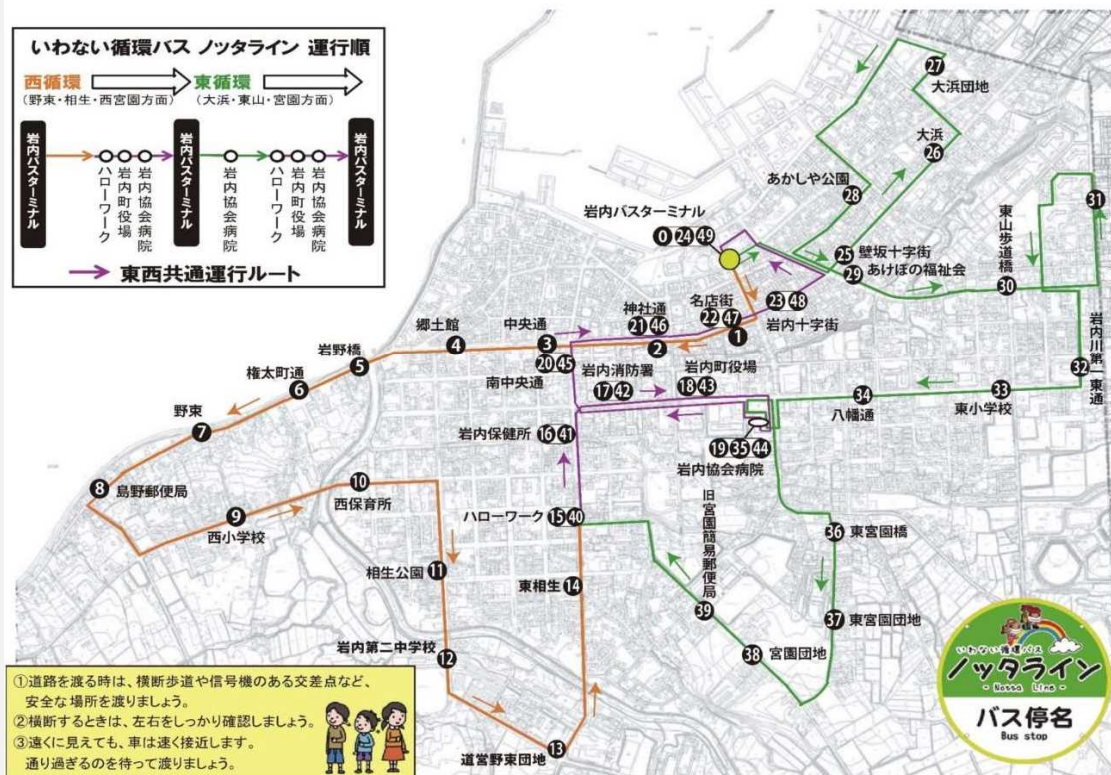 いわない循環バス ノッタライン 運行順
西循環
(野束・相生・西宮園方面)
東循環
(大浜・東山・宮園方面)
岩内バスターミナル
ハローワーク
岩内町役場
岩内協会病院
岩内バスターミナル
岩内協会病院
ハローワーク
岩内町役場
岩内協会病院
岩内バスターミナル
東西共通運行ルート
27
大浜団地
大浜
26
あかしや公園
28
岩内バスターミナル
0 24 49
25 壁坂十字街
29 あけぼの福祉会
東山歩道橋
30
31
岩内川第一東通
32
名店街
22 47
1
23 48
岩内十字街
神社通
21 46
2
中央通
3
20 45
南中央通
郷土館
4
岩野橋
5
権太町通
6
野束
7
8 島野郵便局
9
西小学校
10
西保育所
岩内消防署
17 42
岩内町役場
18 43
34
八幡通
33
東小学校
岩内保健所 16 41
19 35 44
岩内協会病院
ハローワーク 15 40
旧宮園簡易郵便局
39
36 東宮園橋
相生公園 11
東相生 14
37 東宮園団地
38 宮園団地
岩内第二中学校
12
13
道営野束団地
①道路を渡る時は、横断歩道や信号機のある交差点など、
安全な場所を渡りましょう。
②横断するときは、左右をしっかり確認しましょう。
③遠くに見えても、車は速く接近します。
通り過ぎるのを待って渡りましょう。
いわない循環バス
ノッタライン
- Notta Line -
バス停名
Bus stop